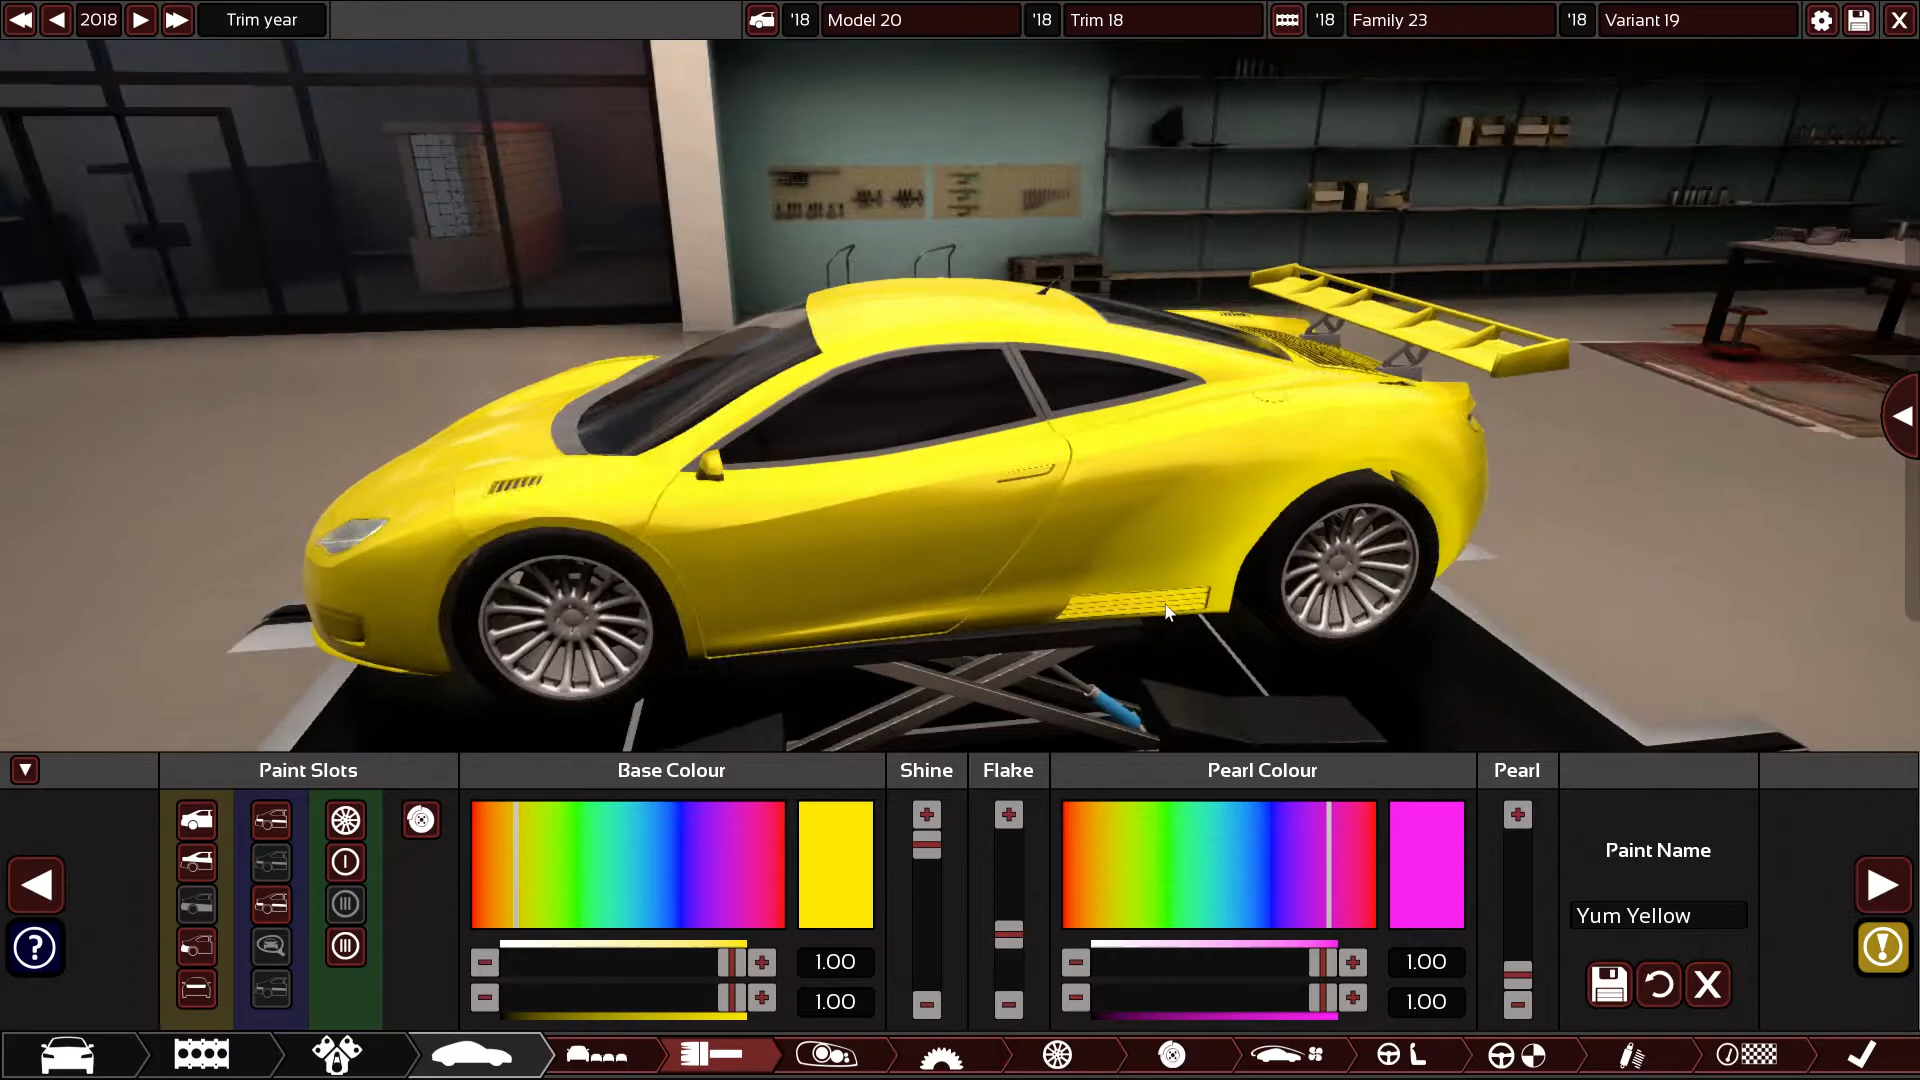 2018 Trim year '18 Model 20 '18 Trim 18 '18 Family 23 '18 Variant 19
Paint Slots Base Colour Shine Flake Pearl Colour Pearl
Paint Name
Yum Yellow
1.00 1.00
1.00 1.00